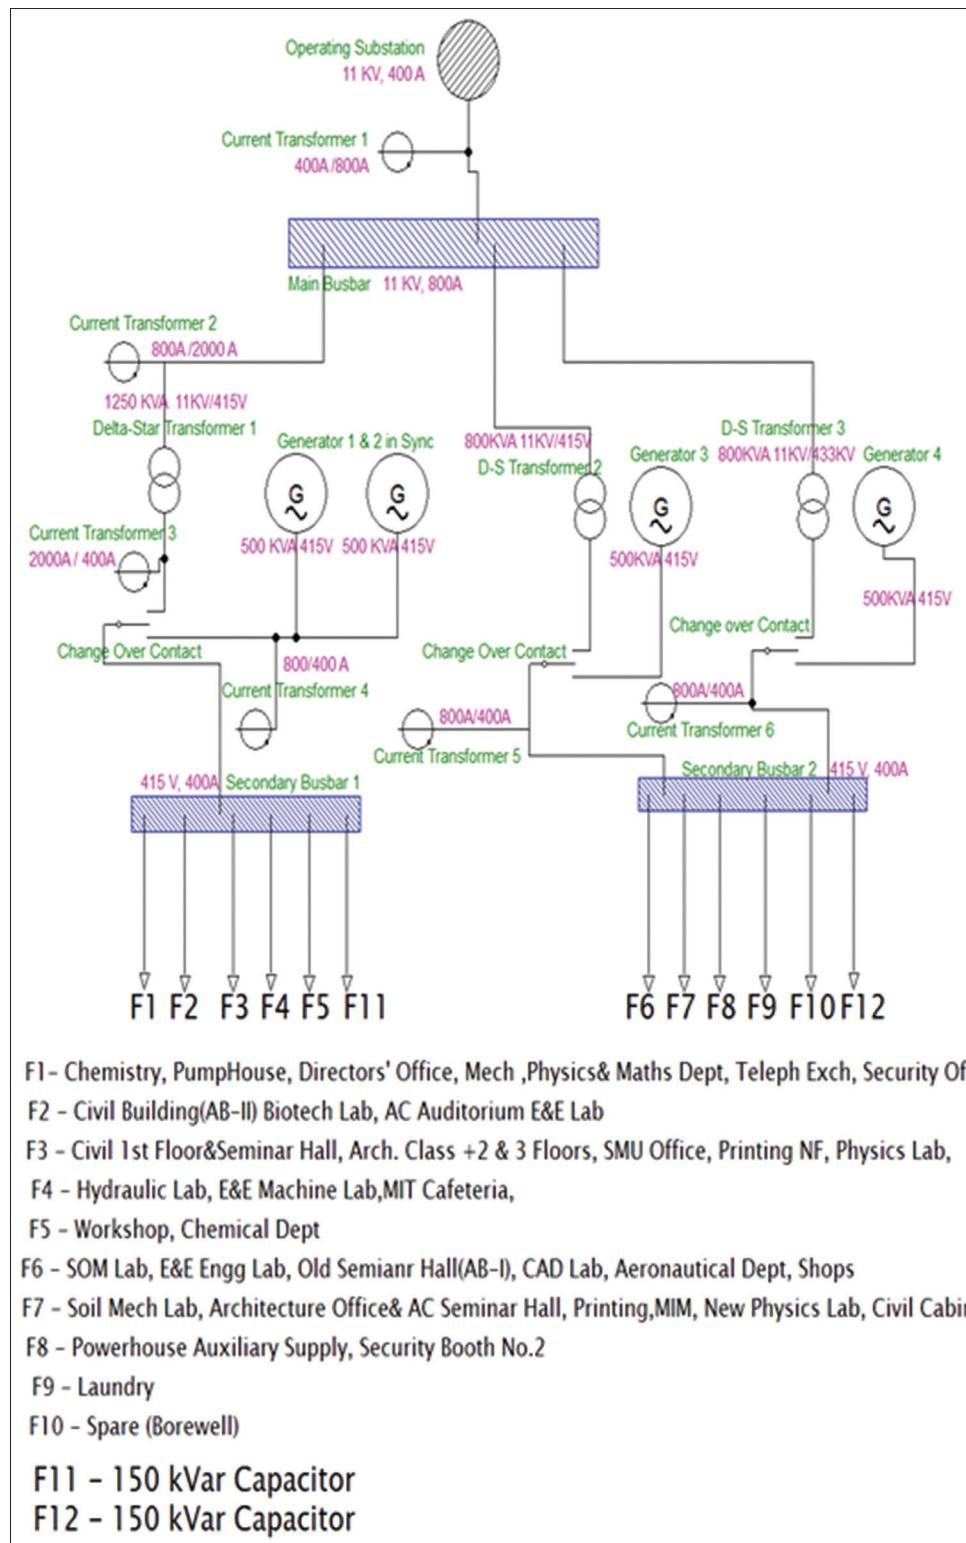 Operating Substation
11 KV, 400 A
Current Transformer 1
400A /800A
Main Busbar 11 KV, 800A
Current Transformer 2
800A /2000 A
1250 KVA 11KV/415V
Delta-Star Transformer 1
Generator 1 & 2 in Sync
G G
500 KVA 415V 500 KVA 415V
Current Transformer 3
2000A / 400A
Change Over Contact
800/400 A
Current Transformer 4
800KVA 11KV/415V
D-S Transformer 2
Generator 3
G
500KVA 415V
D-S Transformer 3
800KVA 11KV/433KV
Generator 4
G
500KVA 415V
Change Over Contact
Change over Contact
800A/400A
Current Transformer 5
800A/400A
Current Transformer 6
415 V, 400A Secondary Busbar 1
Secondary Busbar 2 415 V, 400A
F1 F2 F3 F4 F5 F11
F6 F7 F8 F9 F10 F12
F1- Chemistry, PumpHouse, Directors' Office, Mech ,Physics& Maths Dept, Teleph Exch, Security Of
F2 - Civil Building(AB-II) Biotech Lab, AC Auditorium E&E Lab
F3 - Civil 1st Floor&Seminar Hall, Arch. Class +2 & 3 Floors, SMU Office, Printing NF, Physics Lab,
F4 - Hydraulic Lab, E&E Machine Lab,MIT Cafeteria,
F5 - Workshop, Chemical Dept
F6 - SOM Lab, E&E Engg Lab, Old Semianr Hall(AB-I), CAD Lab, Aeronautical Dept, Shops
F7 - Soil Mech Lab, Architecture Office& AC Seminar Hall, Printing,MIM, New Physics Lab, Civil Cabi
F8 - Powerhouse Auxiliary Supply, Security Booth No.2
F9 - Laundry
F10 - Spare (Borewell)
F11 - 150 kVar Capacitor
F12 - 150 kVar Capacitor